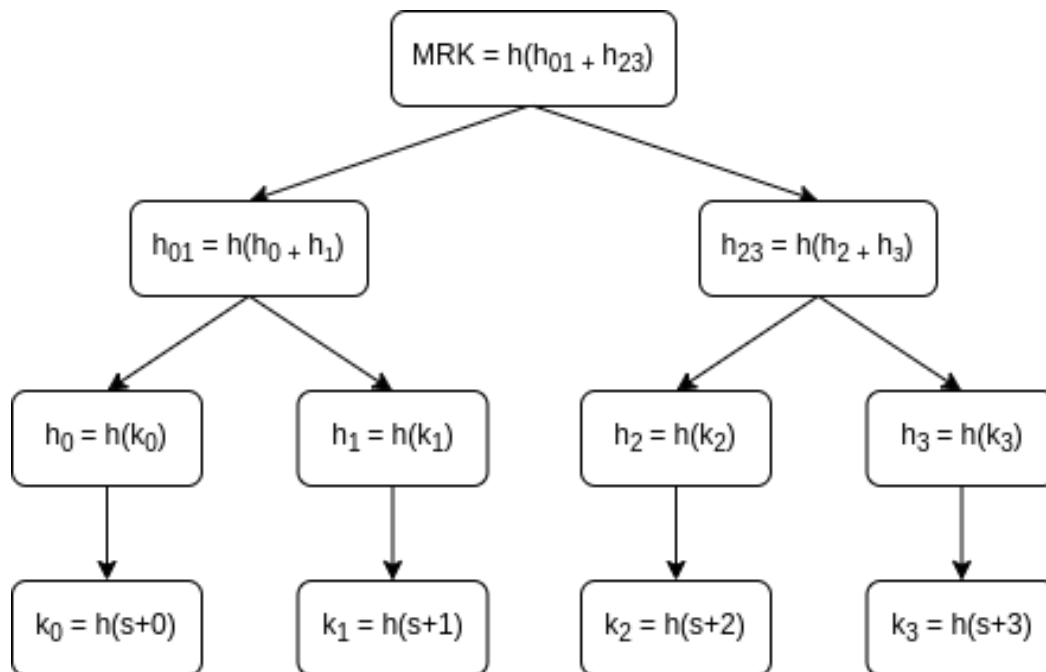 MRK = h(h₀₁ + h₂₃)
h₀₁ = h(h₀ + h₁)
h₂₃ = h(h₂ + h₃)
h₀ = h(k₀)
h₁ = h(k₁)
h₂ = h(k₂)
h₃ = h(k₃)
k₀ = h(s+0)
k₁ = h(s+1)
k₂ = h(s+2)
k₃ = h(s+3)